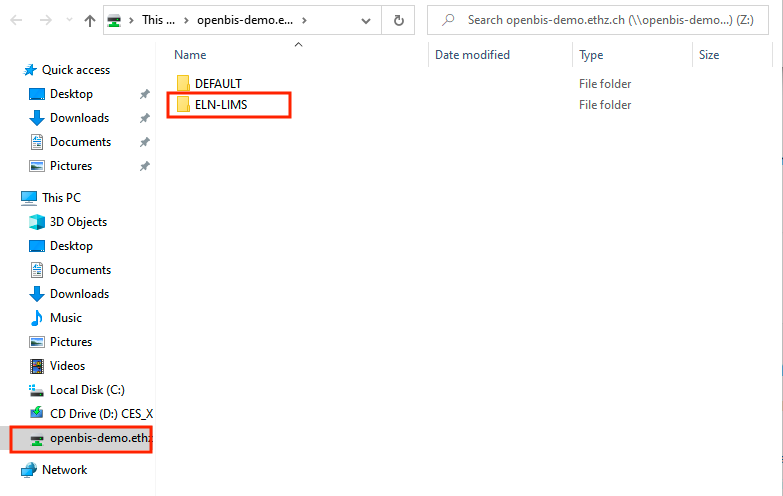 This ... openbis-demo.e...
Search openbis-demo.ethz.ch (\\openbis-demo...) (Z:)
Name Date modified Type Size
Quick access
Desktop
Downloads
Documents
Pictures
This PC
3D Objects
Desktop
Documents
Downloads
Music
Pictures
Videos
Local Disk (C:)
CD Drive (D:) CES_X
openbis-demo.ethz
Network
DEFAULT File folder
ELN-LIMS File folder